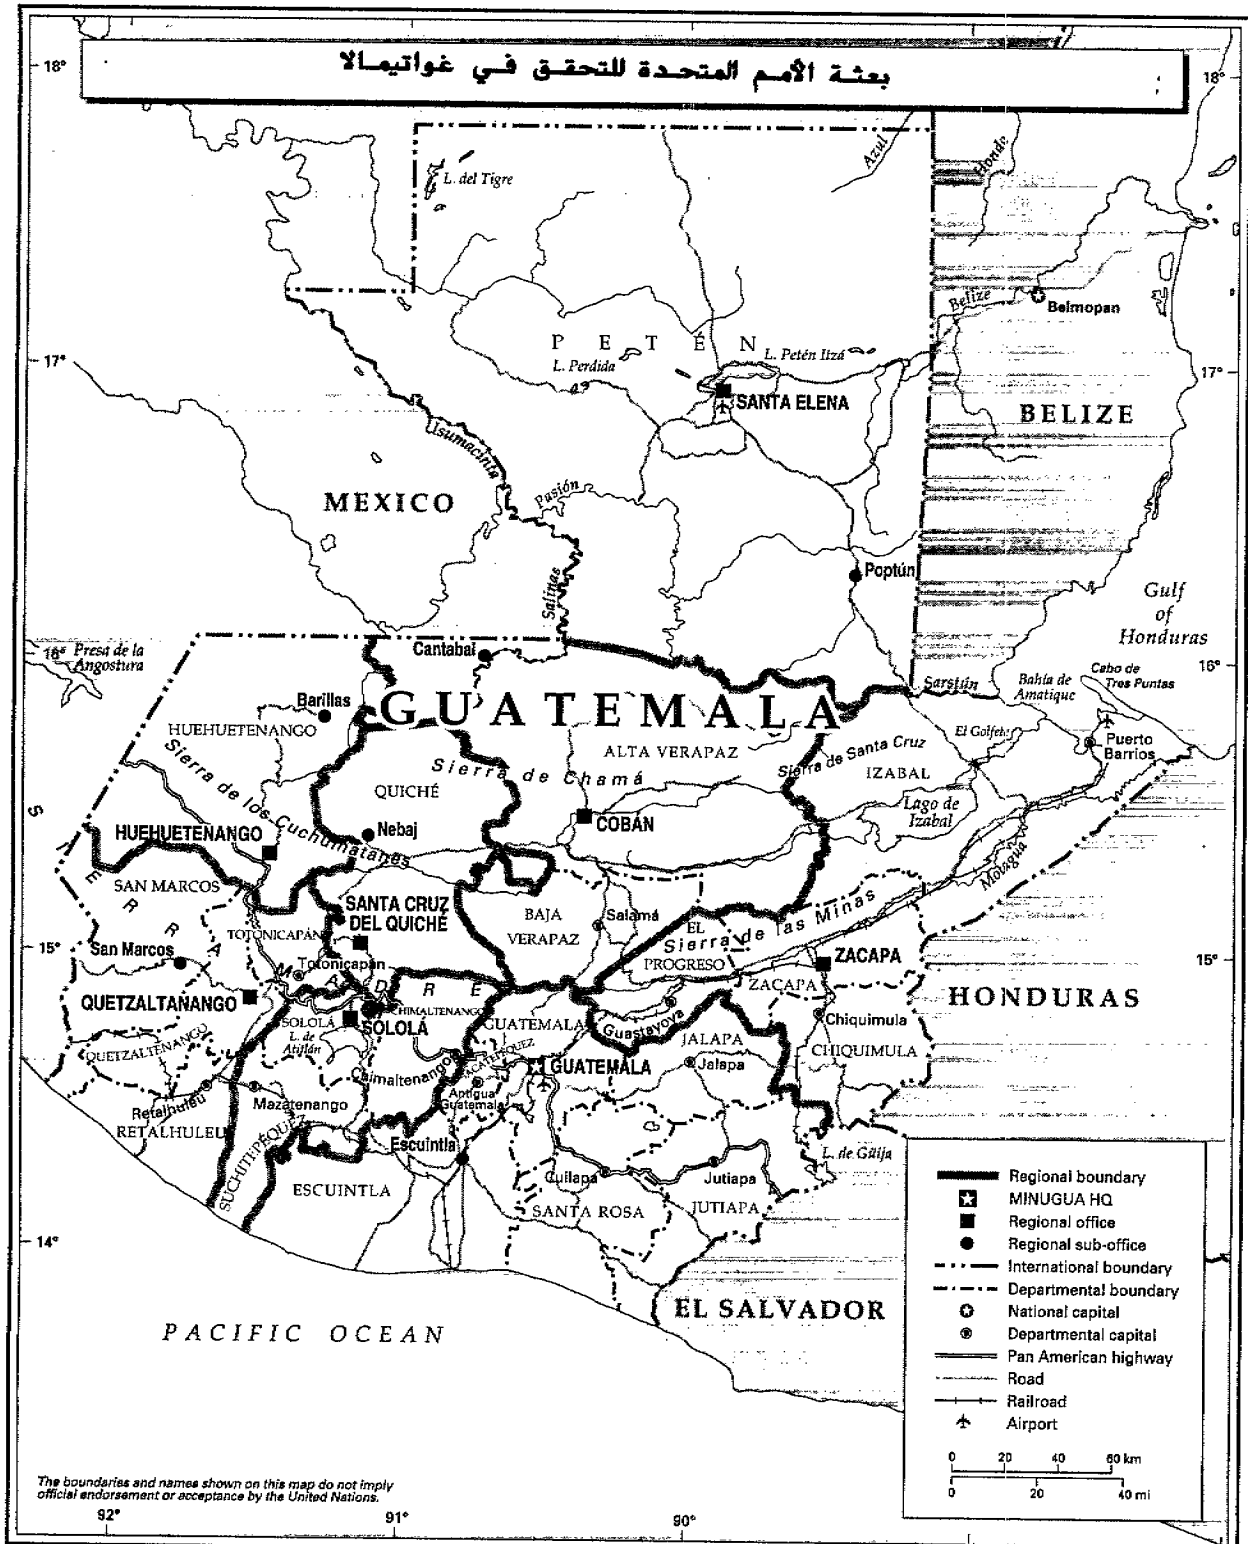 بعثة الأمم المتحدة للتحقق في غواتيمالا
18°
18°
Azul
Hondo
L. del Tigre
Belize
Belmopan
PETÉN
17°
L. Perdida
L. Petén Itzá
17°
SANTA ELENA
BELIZE
Usumacinta
MEXICO
Pasión
Salinas
Poptún
Gulf
of
Honduras
16°
Presa de la
Angostura
Cantabal
16°
Sarstún
Bahía de
Amatique
Cabo de
Tres Puntas
Barillas
GUATEMALA
HUEHUETENANGO
ALTA VERAPAZ
El Golfete
Puerto
Barrios
Sierra de Santa Cruz
IZABAL
Sierra de Chamá
Sierra de los Cuchumatanes
QUICHÉ
Lago de
Izabal
COBÁN
Nebaj
HUEHUETENANGO
Motagua
SAN MARCOS
SIERRA MADRE
SANTA CRUZ
DEL QUICHÉ
BAJA
VERAPAZ
Salamá
EL
PROGRESO
Sierra de las Minas
TOTONICAPÁN
15°
San Marcos
Totonicapán
ZACAPA
15°
ZACAPA
QUETZALTANANGO
HONDURAS
CHIMALTENANGO
SOLOLÁ
SOLOLÁ
L. de
Atitlán
GUATEMALA
Guastayoya
Chiquimula
JALAPA
QUETZALTENANGO
CHIQUIMULA
Chimaltenango
SACATEPÉQUEZ
GUATEMALA
Jalapa
Antigua
Guatemala
Retalhuleu
Mazatenango
RETALHULEU
SUCHITEPÉQUEZ
Escuintla
L. de Güija
Cuilapa
Jutiapa
ESCUINTLA
SANTA ROSA
JUTIAPA
14°
EL SALVADOR
PACIFIC OCEAN
Regional boundary
MINUGUA HQ
Regional office
Regional sub-office
International boundary
Departmental boundary
National capital
Departmental capital
Pan American highway
Road
Railroad
Airport
0 20 40 60 km
0 20 40 mi
The boundaries and names shown on this map do not imply
official endorsement or acceptance by the United Nations.
92°
91°
90°